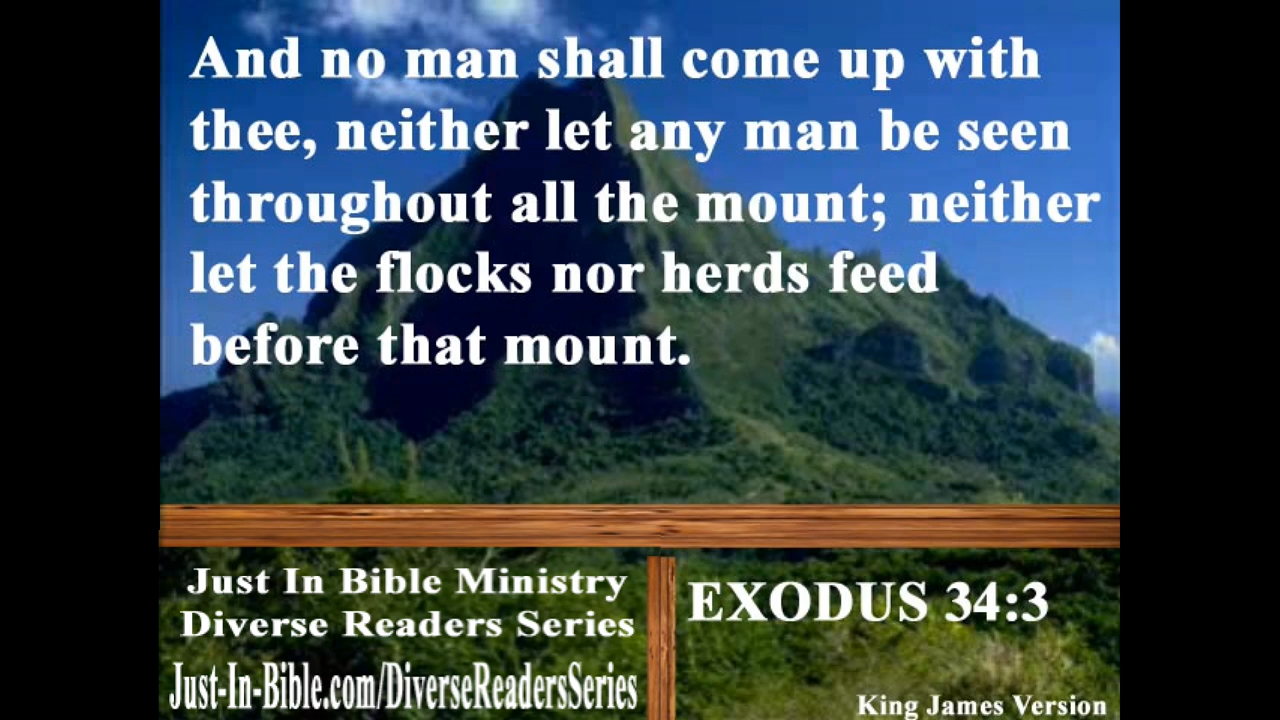 And no man shall come up with
thee, neither let any man be seen
throughout all the mount; neither
let the flocks nor herds feed
before that mount.
Just In Bible Ministry
Diverse Readers Series
Just-In-Bible.com/DiverseReadersSeries
EXODUS 34:3
King James Version